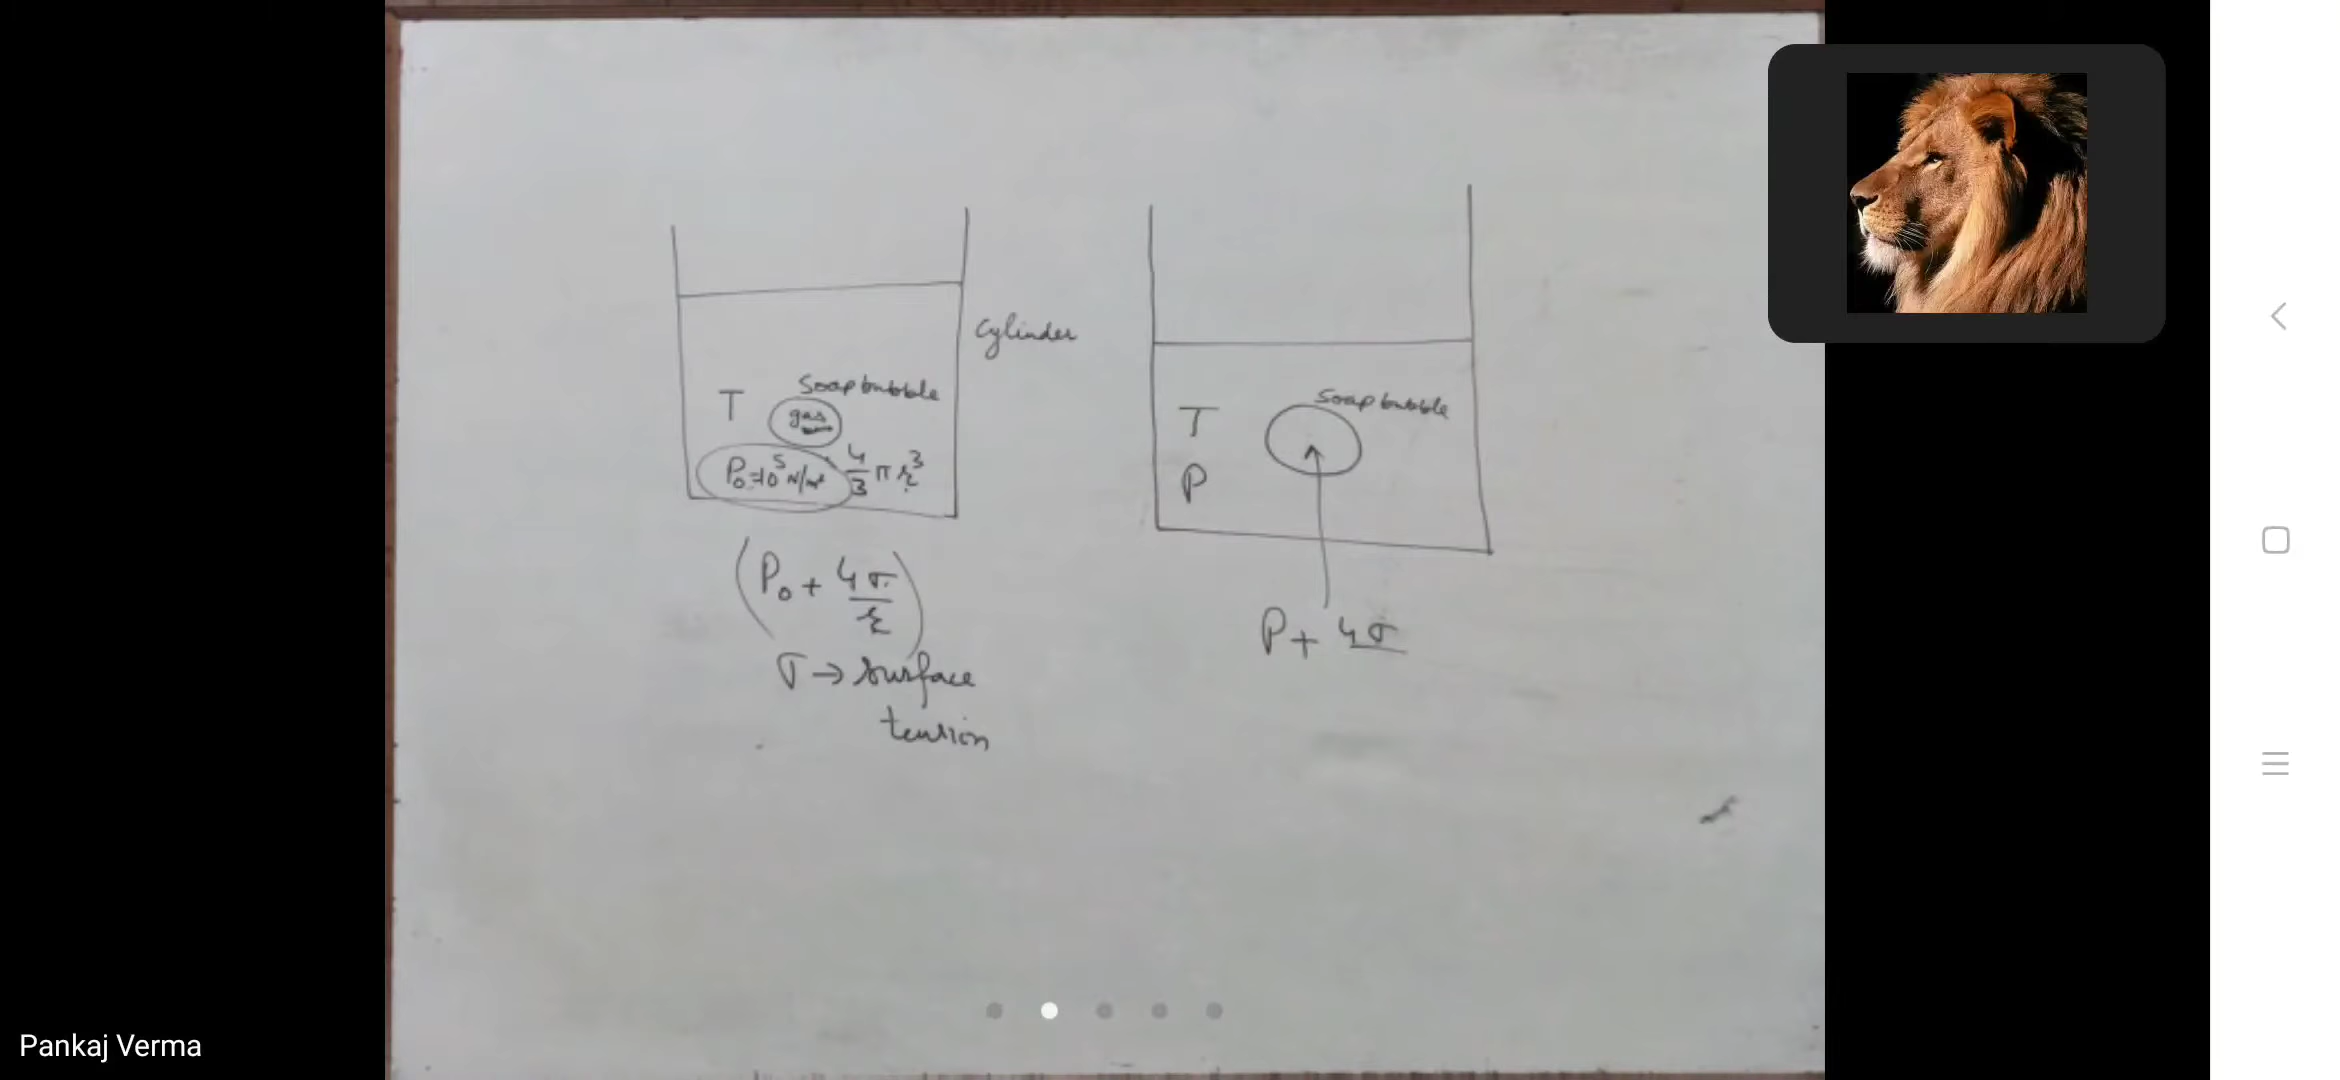 Cylinder
Soap bubble
T
gas
P₀=10⁵ N/m²
4/3 π r³
(P₀ + 4σ/r)
σ → surface
tension
Soap bubble
T
P
P + 4σ
Pankaj Verma